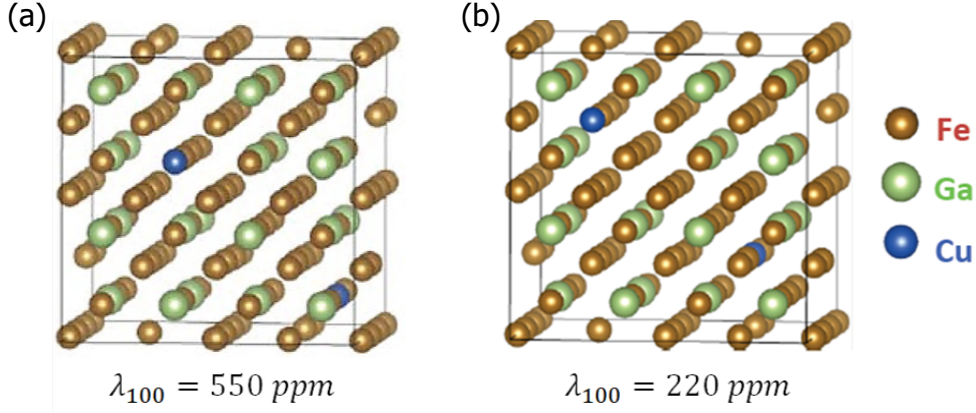 (a)
(b)
Fe
Ga
Cu
λ₁₀₀ = 550 ppm
λ₁₀₀ = 220 ppm